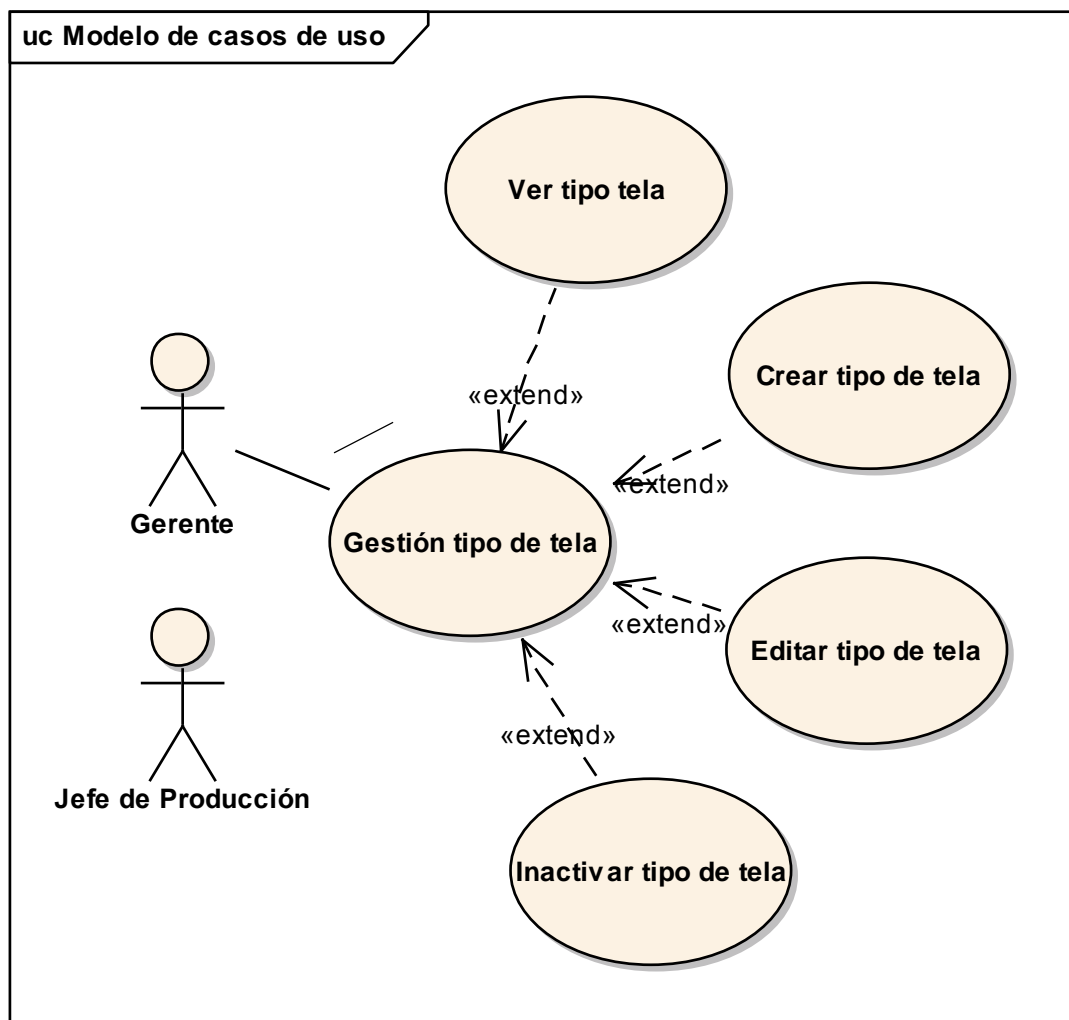 uc Modelo de casos de uso
Ver tipo tela
Crear tipo de tela
«extend»
«extend»
Gerente
Gestión tipo de tela
«extend»
Editar tipo de tela
«extend»
Jefe de Producción
Inactivar tipo de tela